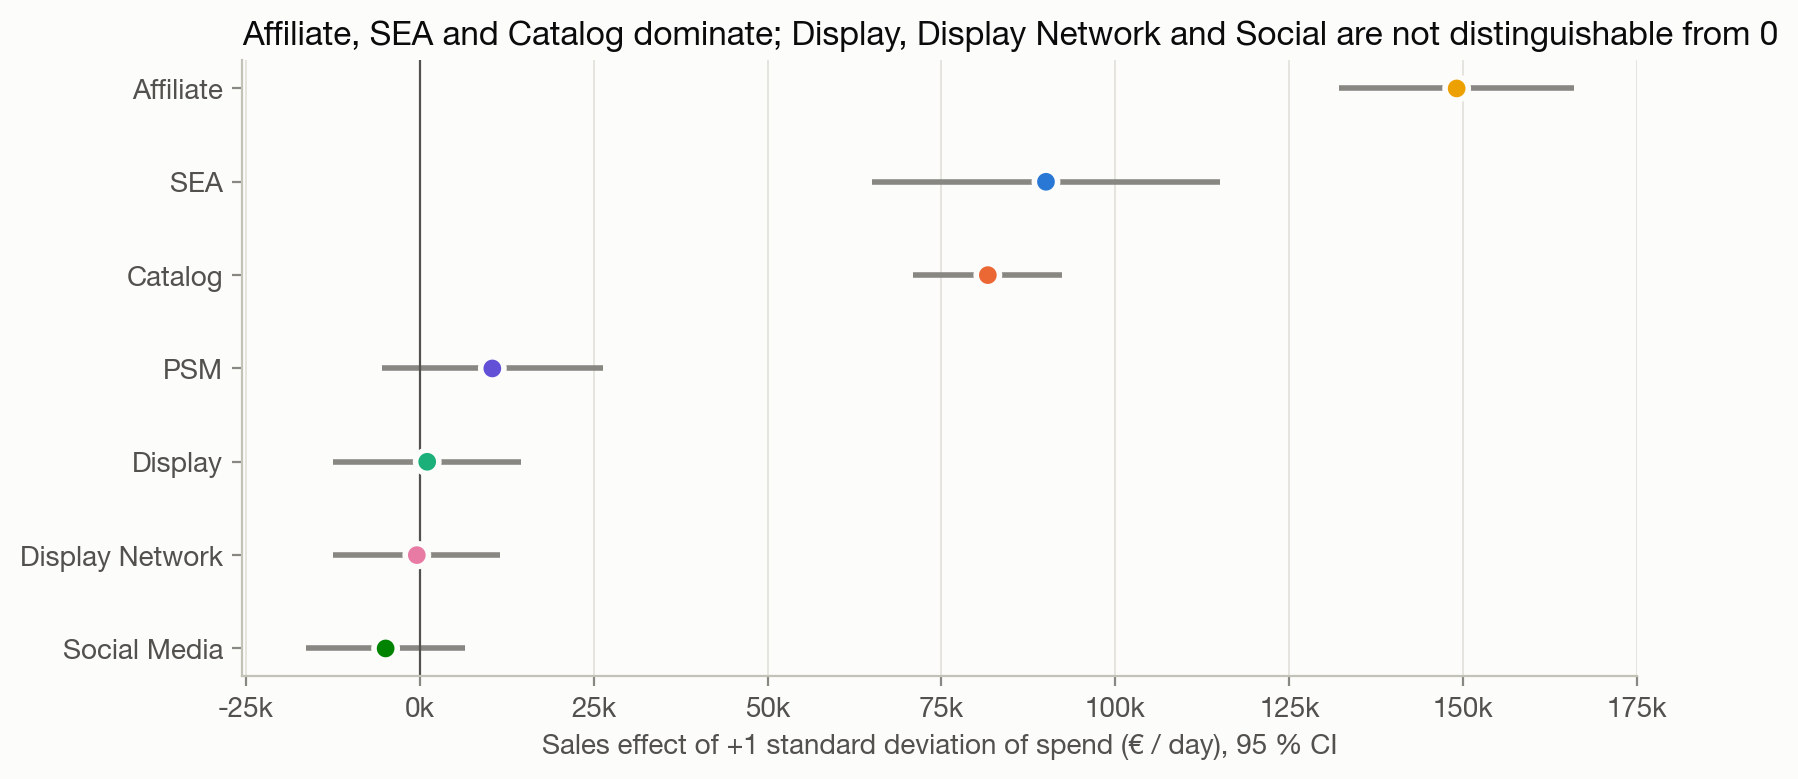 Affiliate, SEA and Catalog dominate; Display, Display Network and Social are not distinguishable from 0
Affiliate
SEA
Catalog
PSM
Display
Display Network
Social Media
-25k 0k 25k 50k 75k 100k 125k 150k 175k
Sales effect of +1 standard deviation of spend (€ / day), 95 % CI